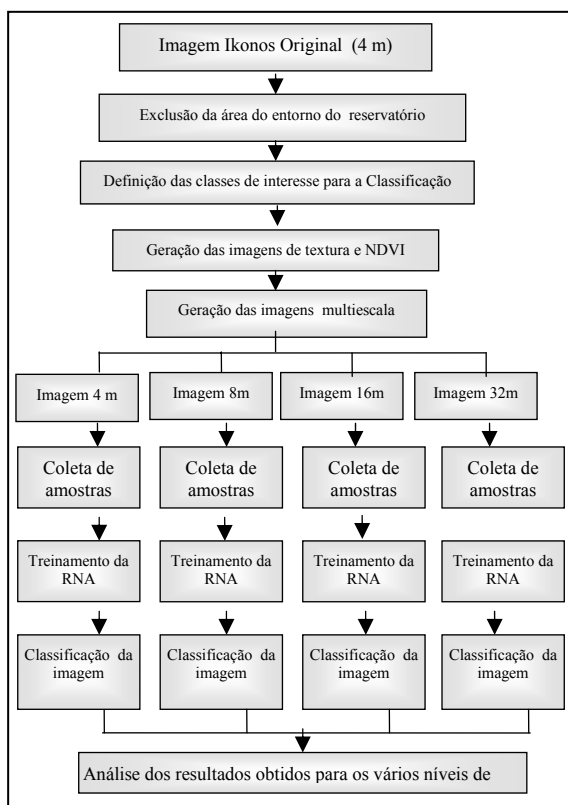 Imagem Ikonos Original (4 m)
Exclusão da área do entorno do reservatório
Definição das classes de interesse para a Classificação
Geração das imagens de textura e NDVI
Geração das imagens multiescala
Imagem 4 m
Imagem 8m
Imagem 16m
Imagem 32m
Coleta de
amostras
Coleta de
amostras
Coleta de
amostras
Coleta de
amostras
Treinamento da
RNA
Treinamento da
RNA
Treinamento da
RNA
Treinamento da
RNA
Classificação da
imagem
Classificação da
imagem
Classificação da
imagem
Classificação da
imagem
Análise dos resultados obtidos para os vários níveis de